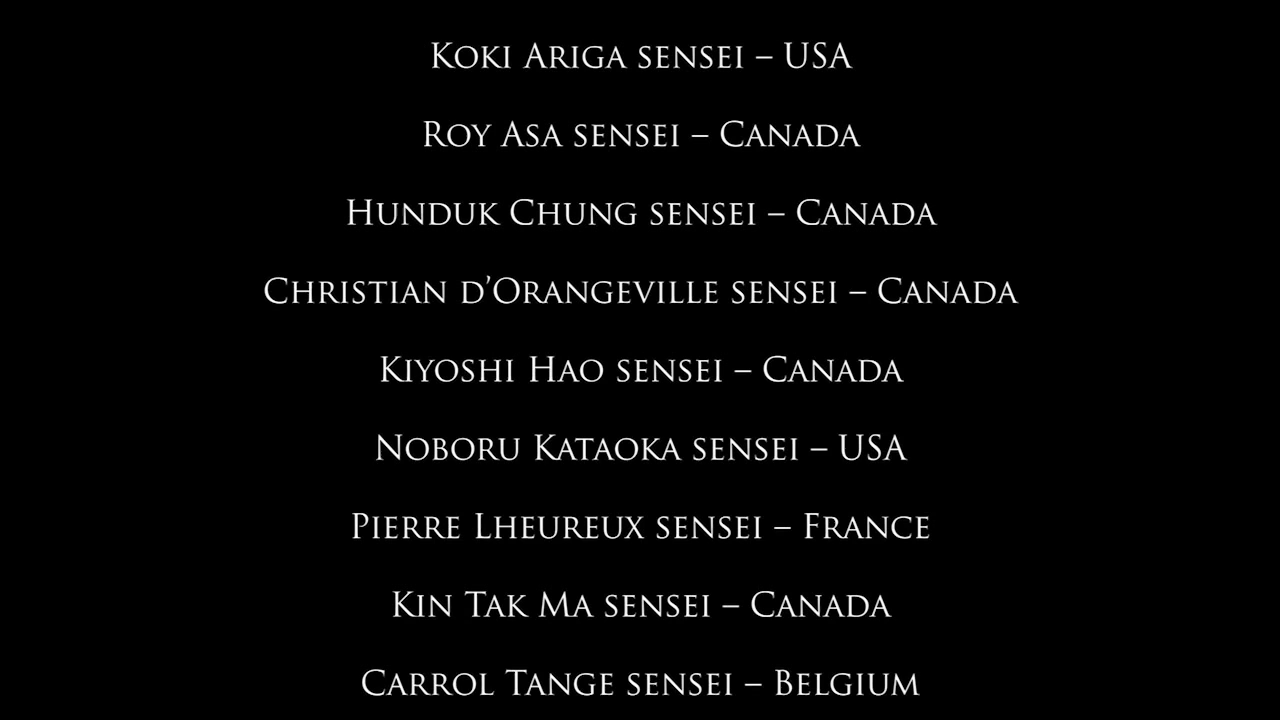 Koki Ariga sensei – USA
Roy Asa sensei – Canada
Hunduk Chung sensei – Canada
Christian d’Orangeville sensei – Canada
Kiyoshi Hao sensei – Canada
Noboru Kataoka sensei – USA
Pierre Lheureux sensei – France
Kin Tak Ma sensei – Canada
Carrol Tange sensei – Belgium